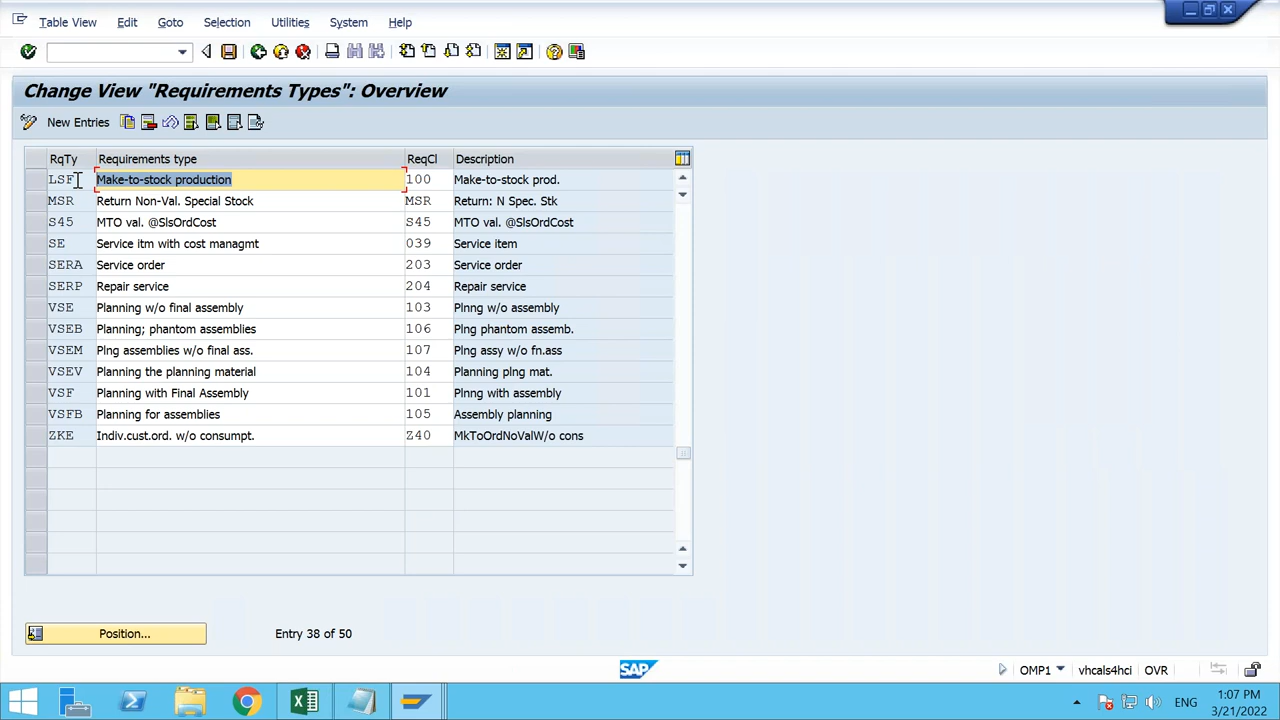 Table View Edit Goto Selection Utilities System Help
Change View "Requirements Types": Overview
New Entries
RqTy Requirements type ReqCl Description
LSF Make-to-stock production 100 Make-to-stock prod.
MSR Return Non-Val. Special Stock MSR Return: N Spec. Stk
S45 MTO val. @SlsOrdCost S45 MTO val. @SlsOrdCost
SE Service itm with cost managmt 039 Service item
SERA Service order 203 Service order
SERP Repair service 204 Repair service
VSE Planning w/o final assembly 103 Plnng w/o assembly
VSEB Planning; phantom assemblies 106 Plng phantom assemb.
VSEM Plng assemblies w/o final ass. 107 Plng assy w/o fn.ass
VSEV Planning the planning material 104 Planning plng mat.
VSF Planning with Final Assembly 101 Plnng with assembly
VSFB Planning for assemblies 105 Assembly planning
ZKE Indiv.cust.ord. w/o consumpt. Z40 MkToOrdNoValW/o cons
Position... Entry 38 of 50
SAP
OMP1 vhcals4hci OVR
ENG 1:07 PM
3/21/2022